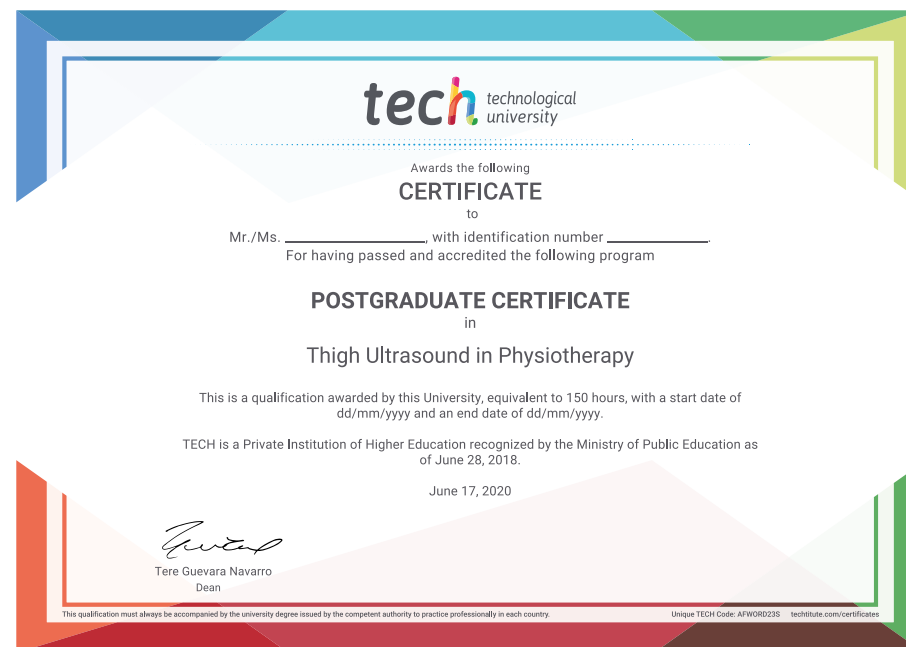 tech technological
university
Awards the following
CERTIFICATE
to
Mr./Ms. ____________________, with identification number ______________.
For having passed and accredited the following program
POSTGRADUATE CERTIFICATE
in
Thigh Ultrasound in Physiotherapy
This is a qualification awarded by this University, equivalent to 150 hours, with a start date of
dd/mm/yyyy and an end date of dd/mm/yyyy.
TECH is a Private Institution of Higher Education recognized by the Ministry of Public Education as
of June 28, 2018.
June 17, 2020
Tere Guevara Navarro
Dean
This qualification must always be accompanied by the university degree issued by the competent authority to practice professionally in each country. Unique TECH Code: AFWORD23S techtitute.com/certificates